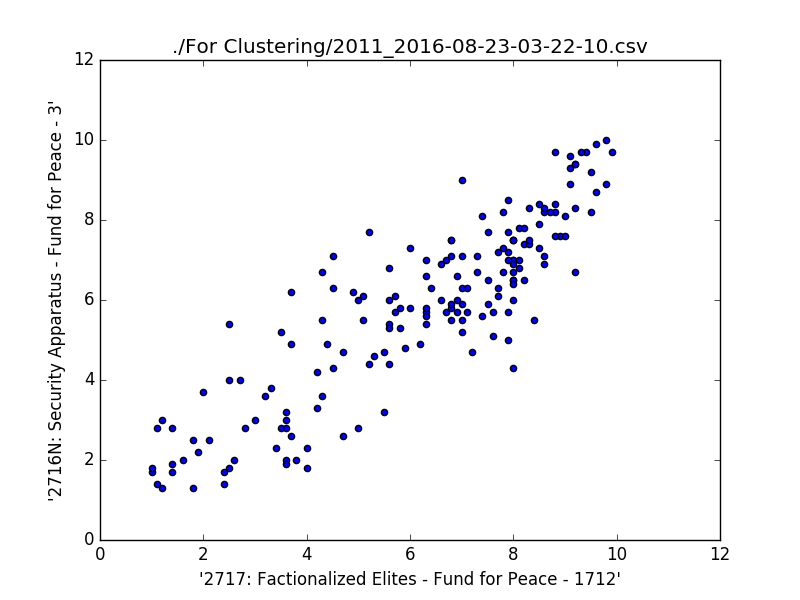 ./For Clustering/2011_2016-08-23-03-22-10.csv
12
10
8
6
4
2
0
0 2 4 6 8 10 12
'2716N: Security Apparatus - Fund for Peace - 3'
'2717: Factionalized Elites - Fund for Peace - 1712'